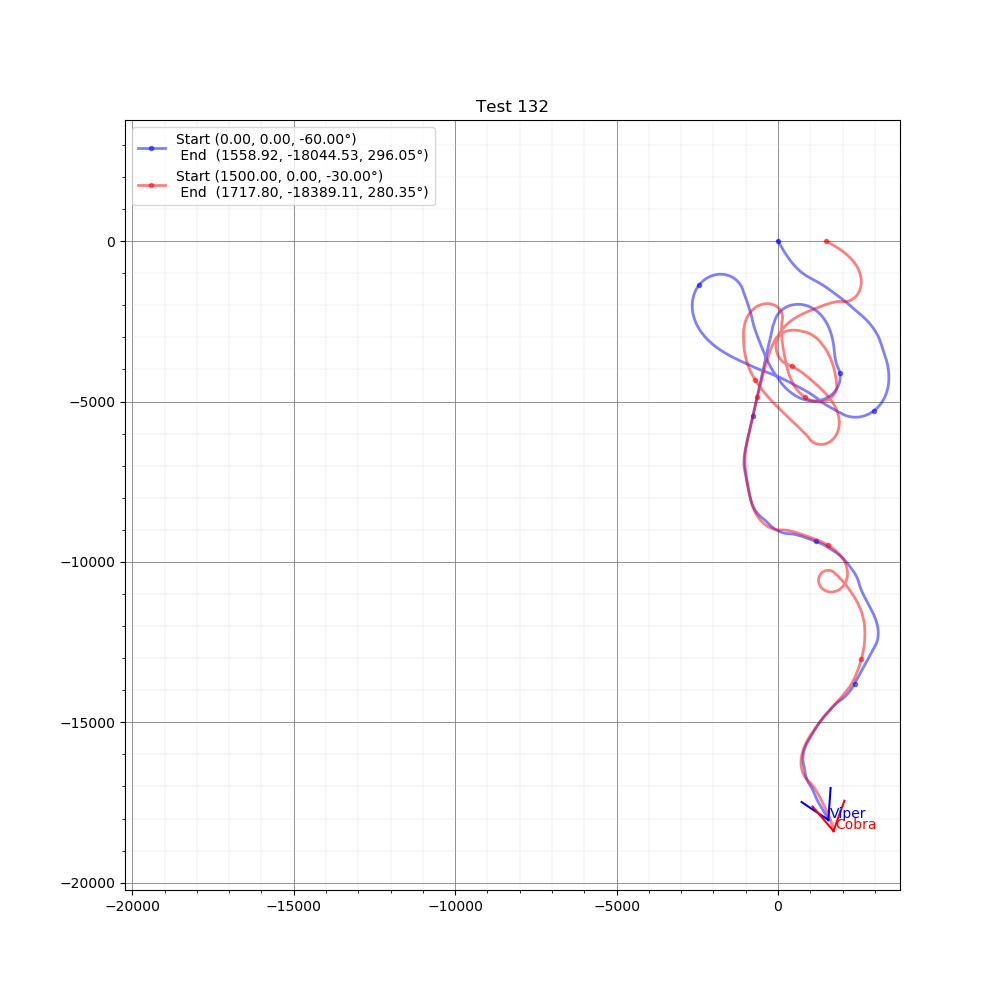 Test 132
Start (0.00, 0.00, -60.00°)
End (1558.92, -18044.53, 296.05°)
Start (1500.00, 0.00, -30.00°)
End (1717.80, -18389.11, 280.35°)
0
−5000
−10000
−15000
−20000
Viper
Cobra
−20000 −15000 −10000 −5000 0